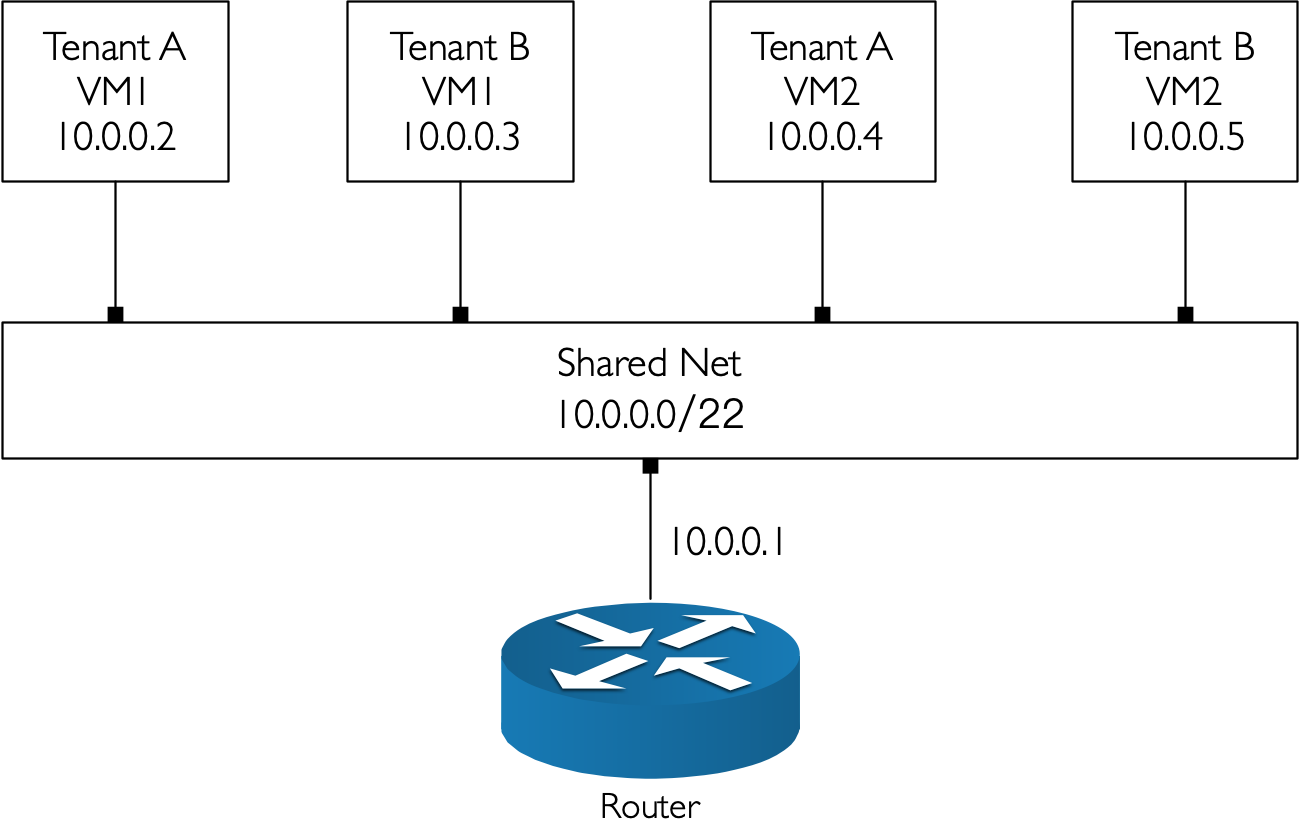 Tenant A
VM1
10.0.0.2
Tenant B
VM1
10.0.0.3
Tenant A
VM2
10.0.0.4
Tenant B
VM2
10.0.0.5
Shared Net
10.0.0.0/22
10.0.0.1
Router